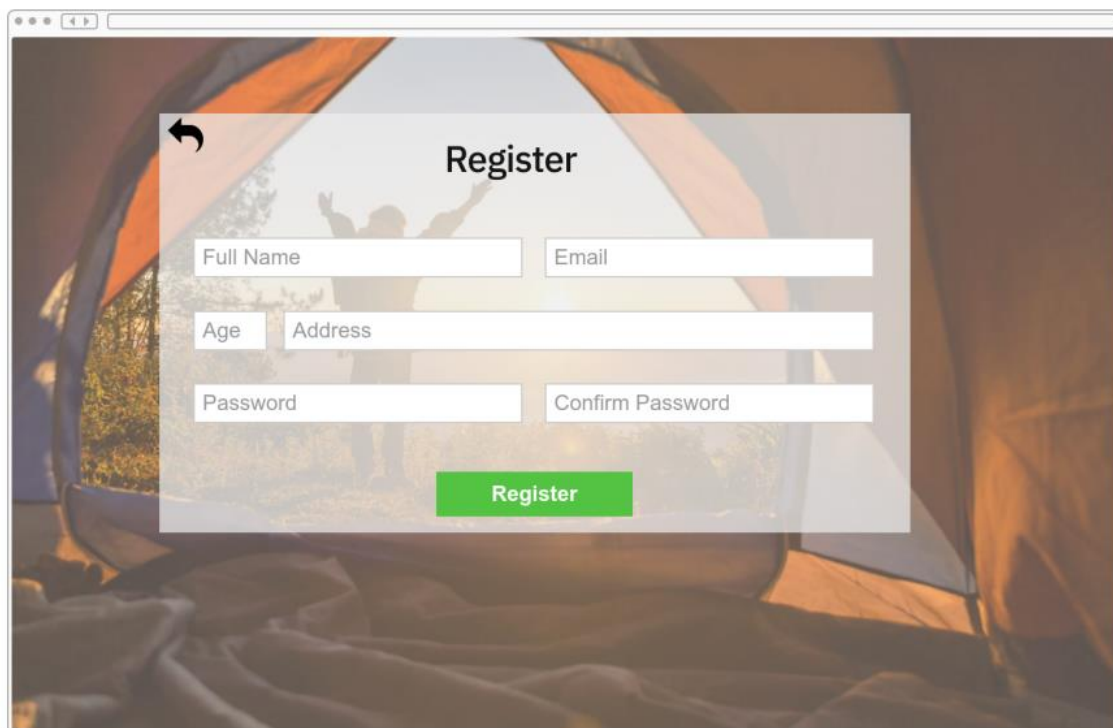 Register
Full Name Email
Age Address
Password Confirm Password
Register